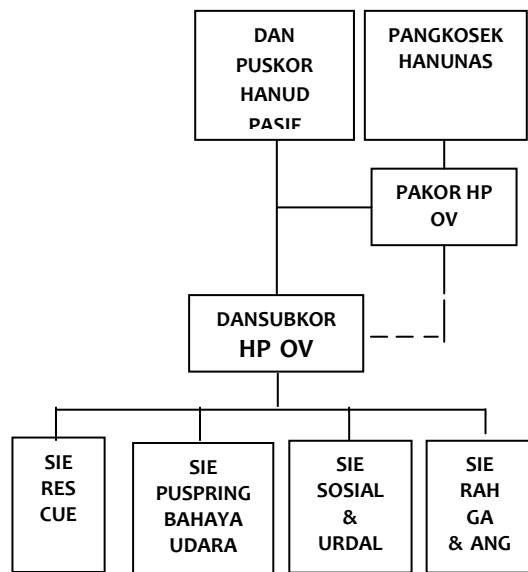 DAN
PUSKOR
HANUD
PASIF
PANGKOSEK
HANUNAS
PAKOR HP
OV
DANSUBKOR
HP OV
SIE
RES
CUE
SIE
PUSPRING
BAHAYA
UDARA
SIE
SOSIAL
&
URDAL
SIE
RAH
GA
& ANG